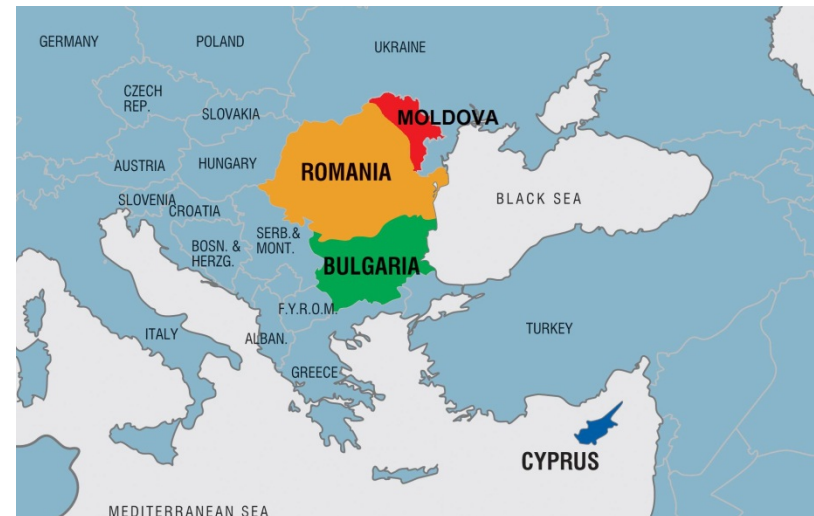 GERMANY
POLAND
UKRAINE
CZECH
REP.
SLOVAKIA
MOLDOVA
AUSTRIA
HUNGARY
ROMANIA
SLOVENIA
CROATIA
BLACK SEA
BOSN. &
HERZG.
SERB.&
MONT.
BULGARIA
F.Y.R.O.M.
ITALY
ALBAN.
TURKEY
GREECE
CYPRUS
MEDITERRANEAN SEA